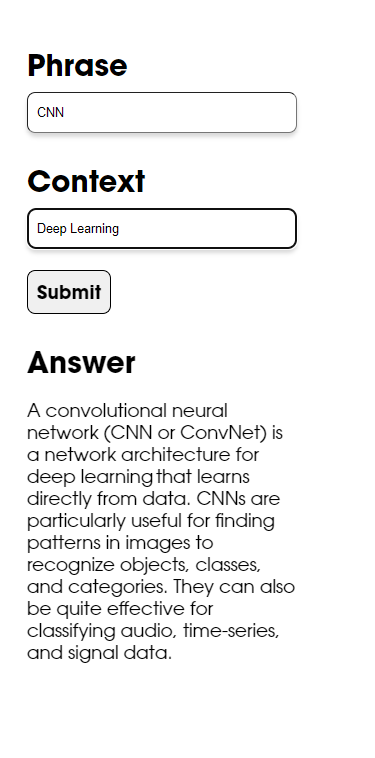 Phrase
CNN
Context
Deep Learning
Submit
Answer
A convolutional neural
network (CNN or ConvNet) is
a network architecture for
deep learning that learns
directly from data. CNNs are
particularly useful for finding
patterns in images to
recognize objects, classes,
and categories. They can also
be quite effective for
classifying audio, time-series,
and signal data.